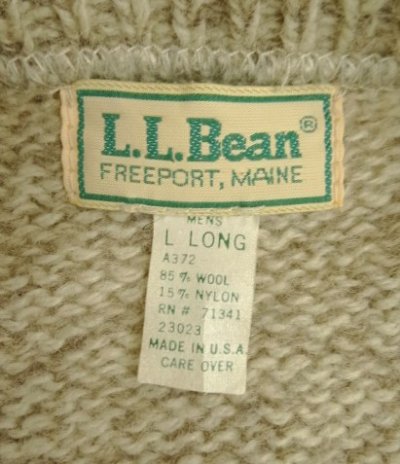 L.L.Bean®
FREEPORT, MAINE
MENS
L LONG
A372
85% WOOL
15% NYLON
RN # 71341
23023
MADE IN U.S.A
CARE OVER